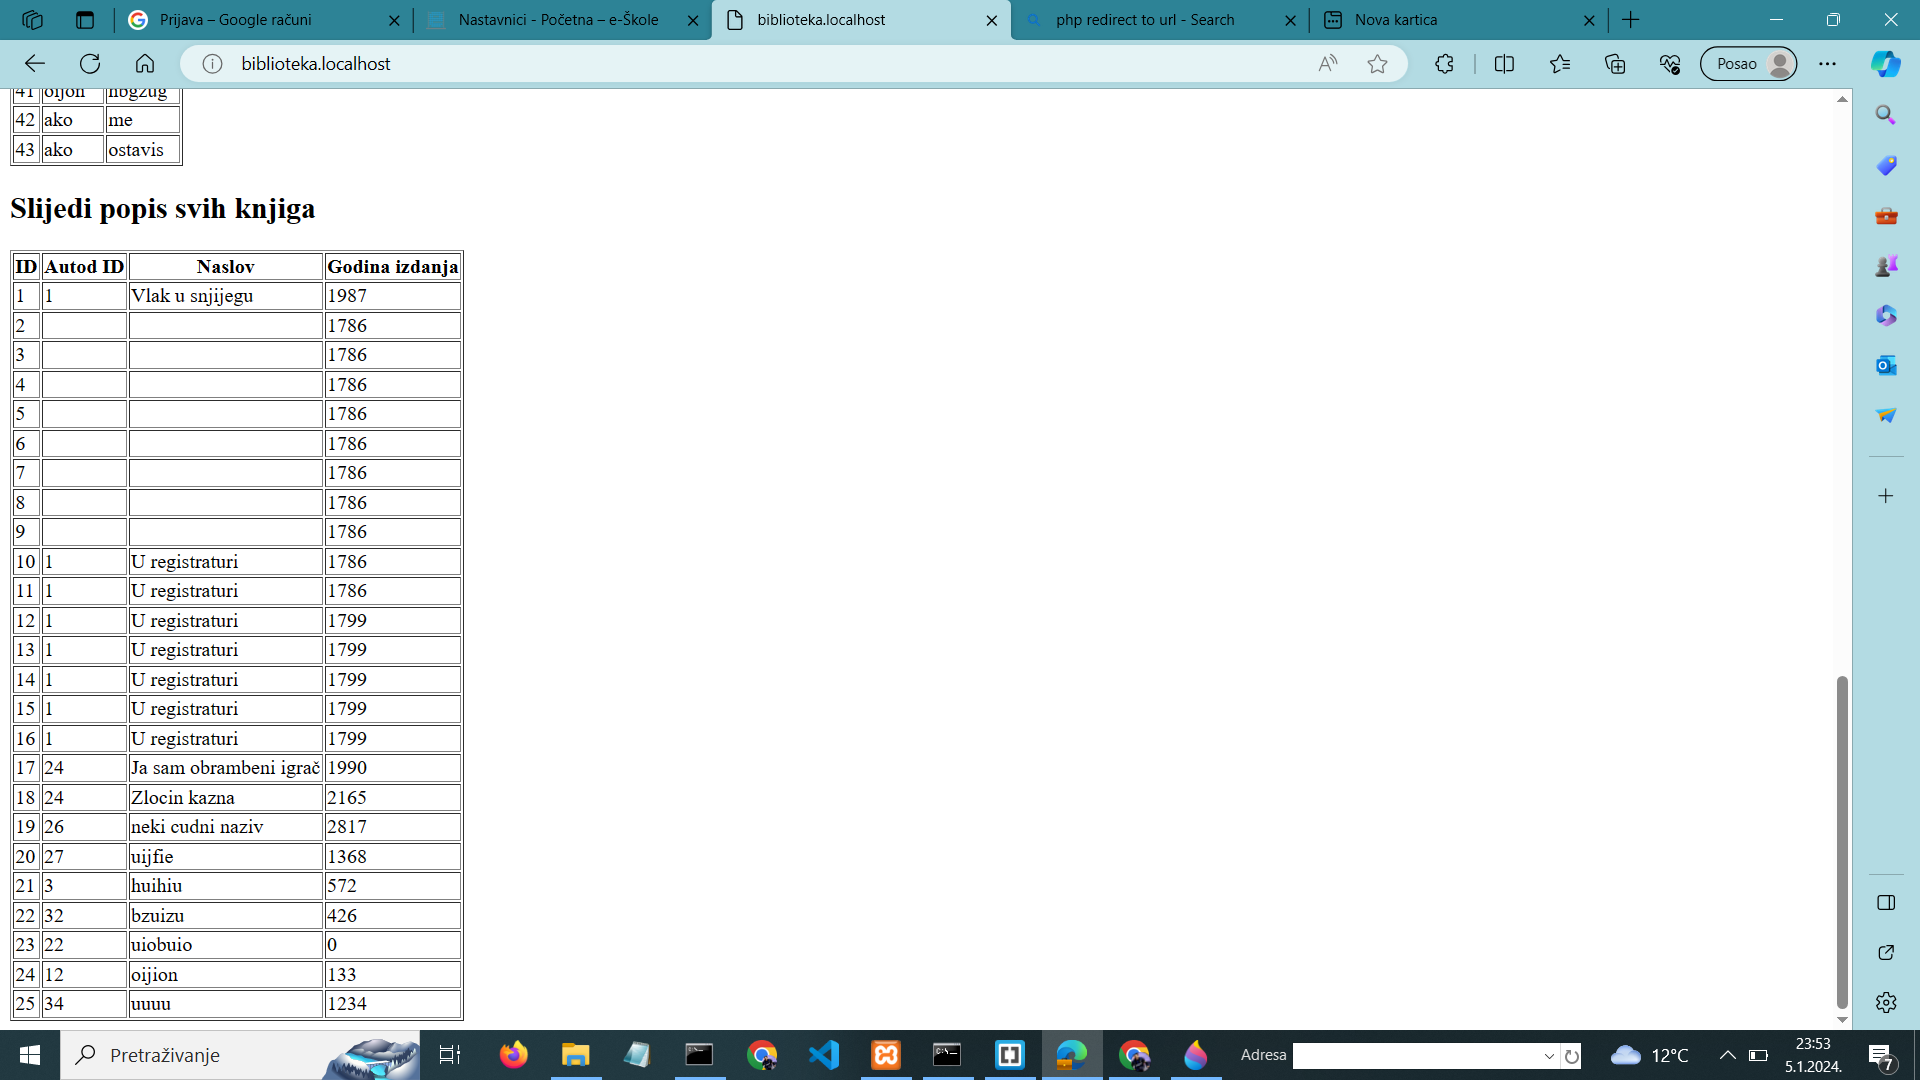 Prijava – Google računi
Nastavnici - Početna – e-Škole
biblioteka.localhost
php redirect to url - Search
Nova kartica
biblioteka.localhost
Posao
41 oijon nbgzug
42 ako me
43 ako ostavis
Slijedi popis svih knjiga
ID Autod ID Naslov Godina izdanja
1 1 Vlak u snjijegu 1987
2 1786
3 1786
4 1786
5 1786
6 1786
7 1786
8 1786
9 1786
10 1 U registraturi 1786
11 1 U registraturi 1786
12 1 U registraturi 1799
13 1 U registraturi 1799
14 1 U registraturi 1799
15 1 U registraturi 1799
16 1 U registraturi 1799
17 24 Ja sam obrambeni igrač 1990
18 24 Zlocin kazna 2165
19 26 neki cudni naziv 2817
20 27 uijfie 1368
21 3 huihiu 572
22 32 bzuizu 426
23 22 uiobuio 0
24 12 oijion 133
25 34 uuuu 1234
Pretraživanje
Adresa
12°C
23:53
5.1.2024.
7